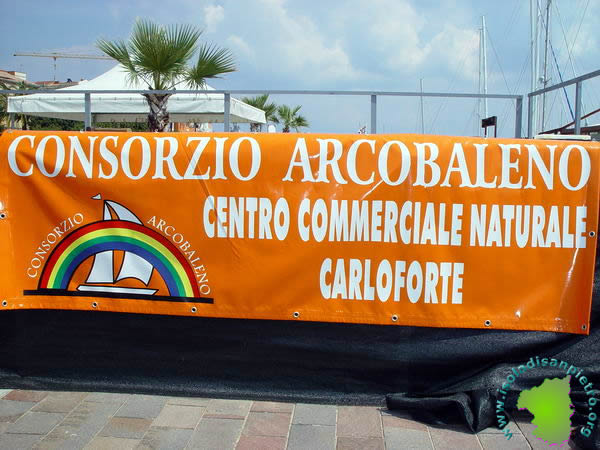 CONSORZIO ARCOBALENO
CENTRO COMMERCIALE NATURALE
CARLOFORTE
CONSORZIO ARCOBALENO
www.isoladisanpietro.org